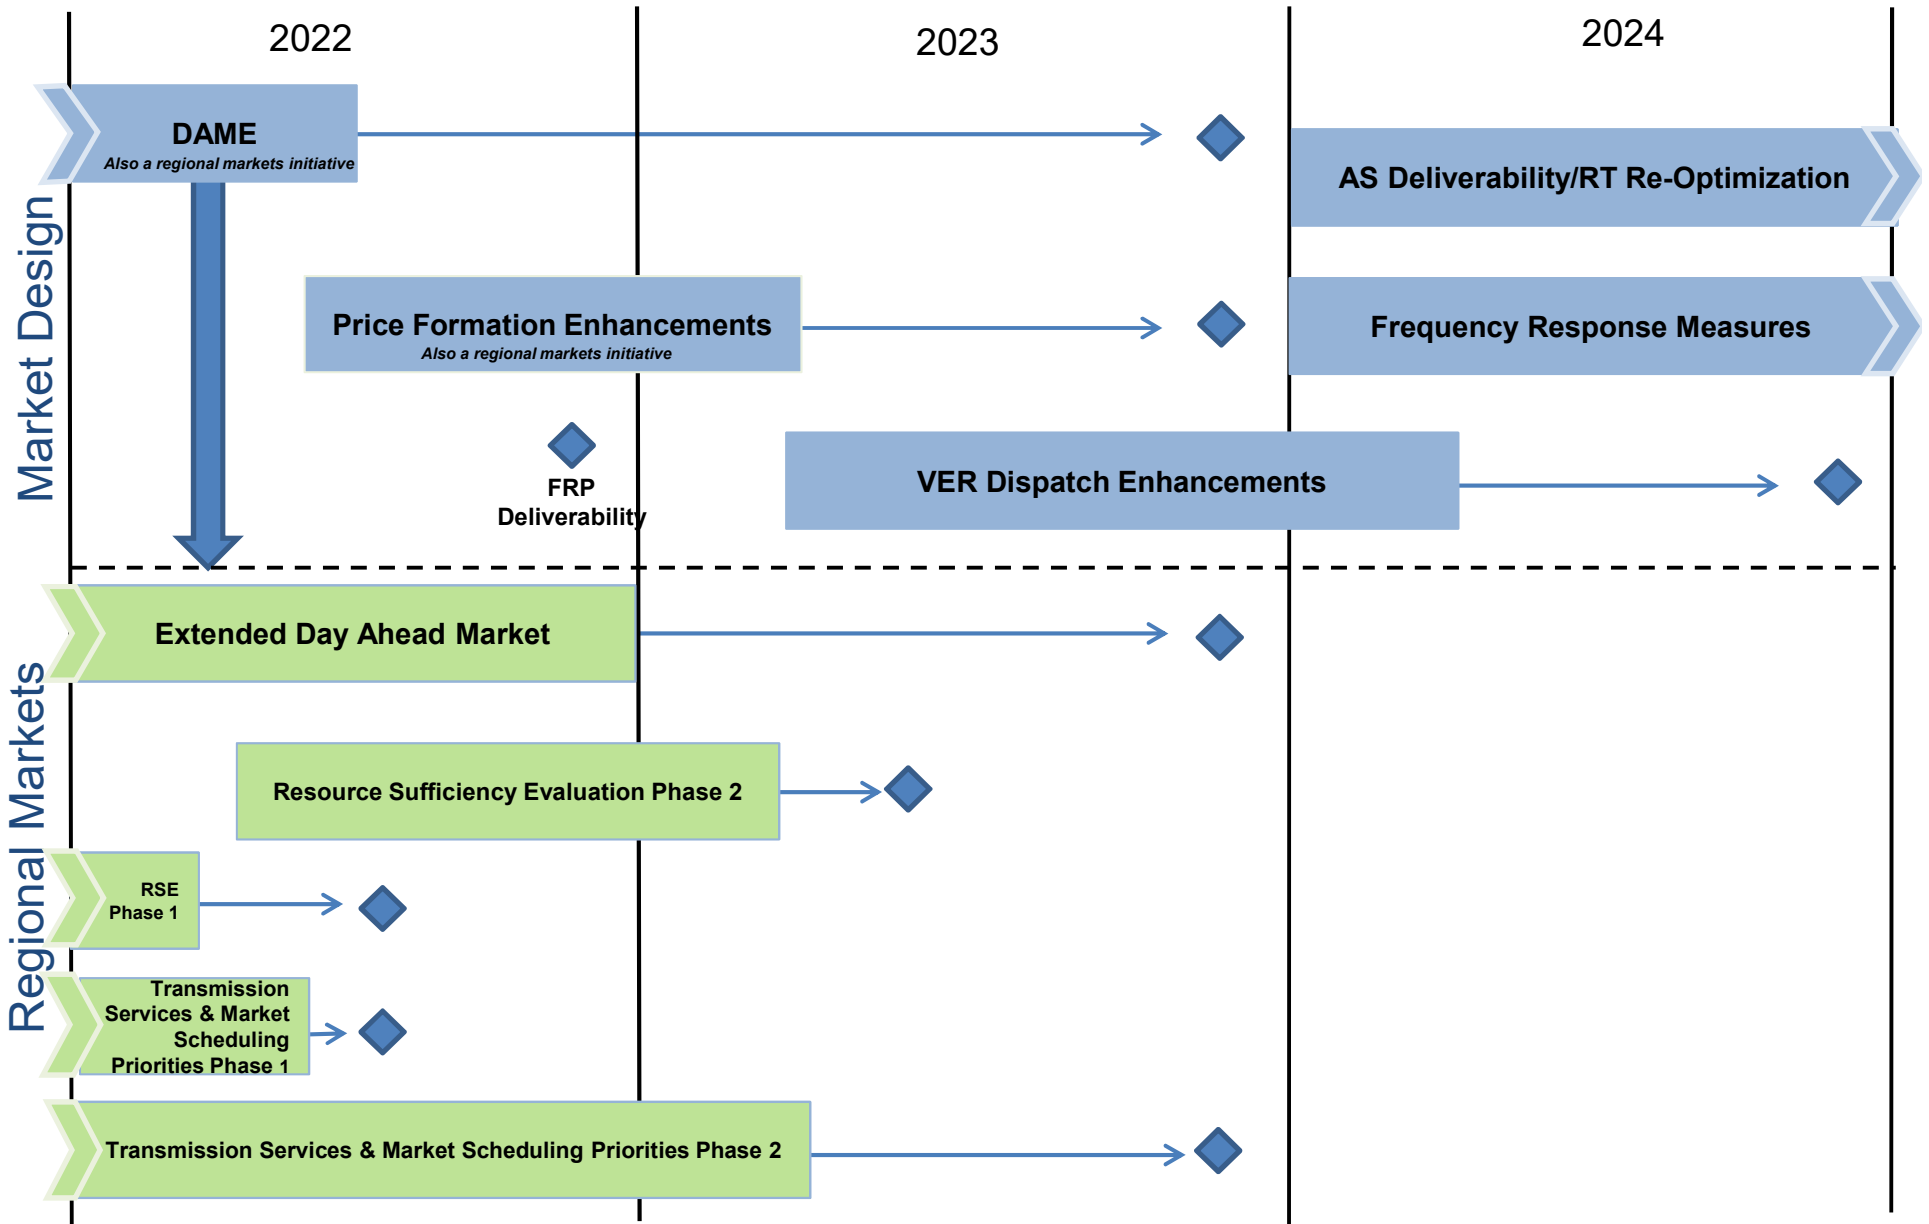 2022
2023
2024
Market Design
DAME
Also a regional markets initiative
AS Deliverability/RT Re-Optimization
Price Formation Enhancements
Also a regional markets initiative
Frequency Response Measures
FRP
Deliverability
VER Dispatch Enhancements
Regional Markets
Extended Day Ahead Market
Resource Sufficiency Evaluation Phase 2
RSE
Phase 1
Transmission
Services & Market
Scheduling
Priorities Phase 1
Transmission Services & Market Scheduling Priorities Phase 2